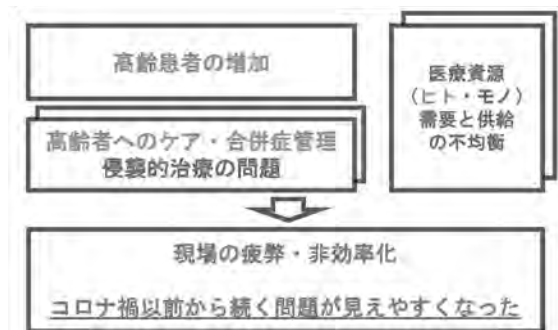 高齢患者の増加
高齢者へのケア・合併症管理
侵襲的治療の問題
医療資源
（ヒト・モノ）
需要と供給
の不均衡
現場の疲弊・非効率化
コロナ禍以前から続く問題が見えやすくなった